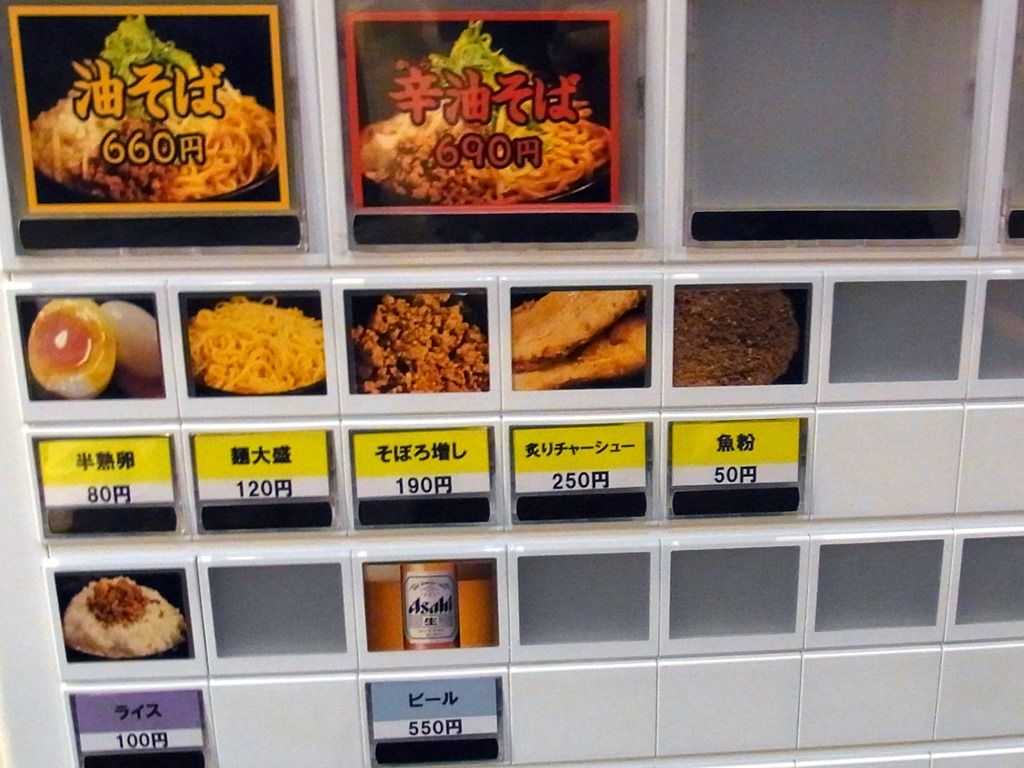 油そば
660円
辛油そば
690円
半熟卵
80円
麺大盛
120円
そぼろ増し
190円
炙りチャーシュー
250円
魚粉
50円
Asahi
生
ライス
100円
ビール
550円